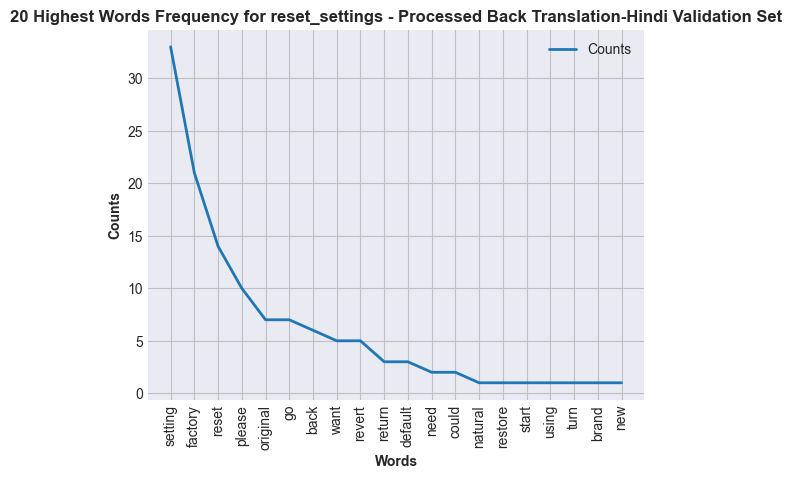 20 Highest Words Frequency for reset_settings - Processed Back Translation-Hindi Validation Set
Counts
Counts
30
25
20
15
10
5
0
setting
factory
reset
please
original
go
back
want
revert
return
default
need
could
natural
restore
start
using
turn
brand
new
Words